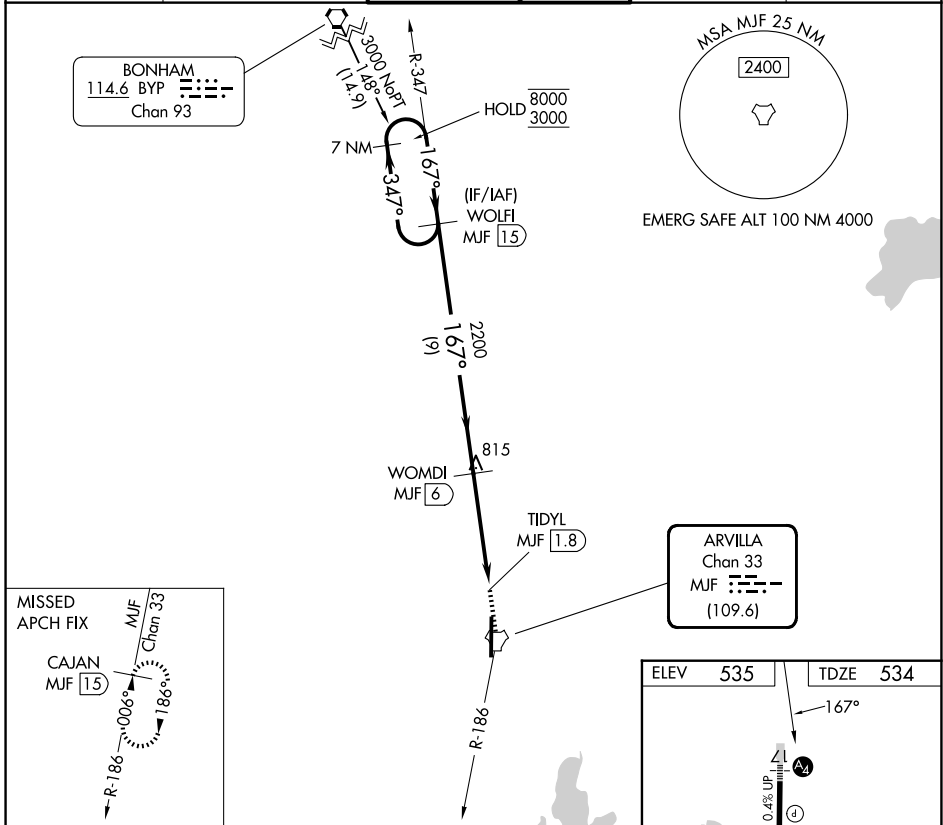 BONHAM
114.6 BYP
Chan 93
3000 NoPT
148°
(14.9)
R-347
HOLD 8000
3000
7 NM
347°
167°
(IF/IAF)
WOLFI
MJF 15
MSA MJF 25 NM
2400
EMERG SAFE ALT 100 NM 4000
2200
167°
(9)
815
WOMDI
MJF 6
TIDYL
MJF 1.8
ARVILLA
Chan 33
MJF
(109.6)
R-186
MISSED
APCH FIX
MJF
Chan 33
CAJAN
MJF 15
006°
186°
R-186
ELEV 535
TDZE 534
167°
17
A4
0.4% UP
P